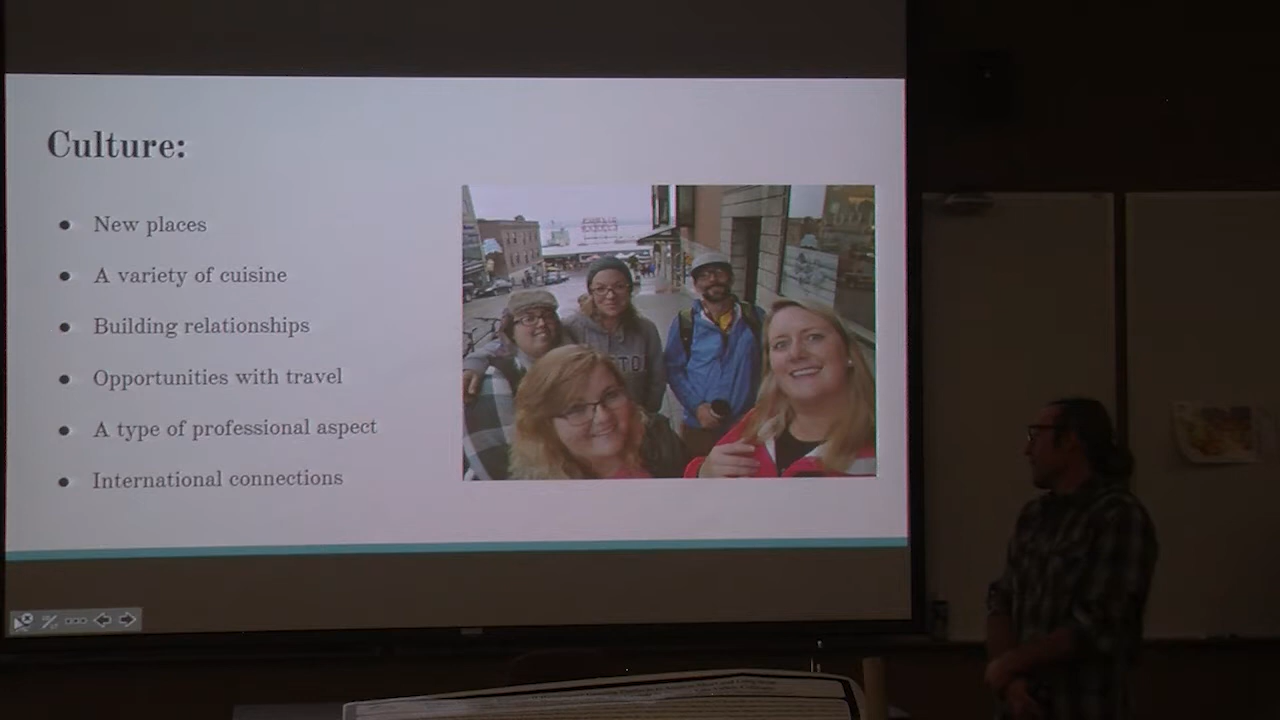 Culture:
● New places
● A variety of cuisine
● Building relationships
● Opportunities with travel
● A type of professional aspect
● International connections